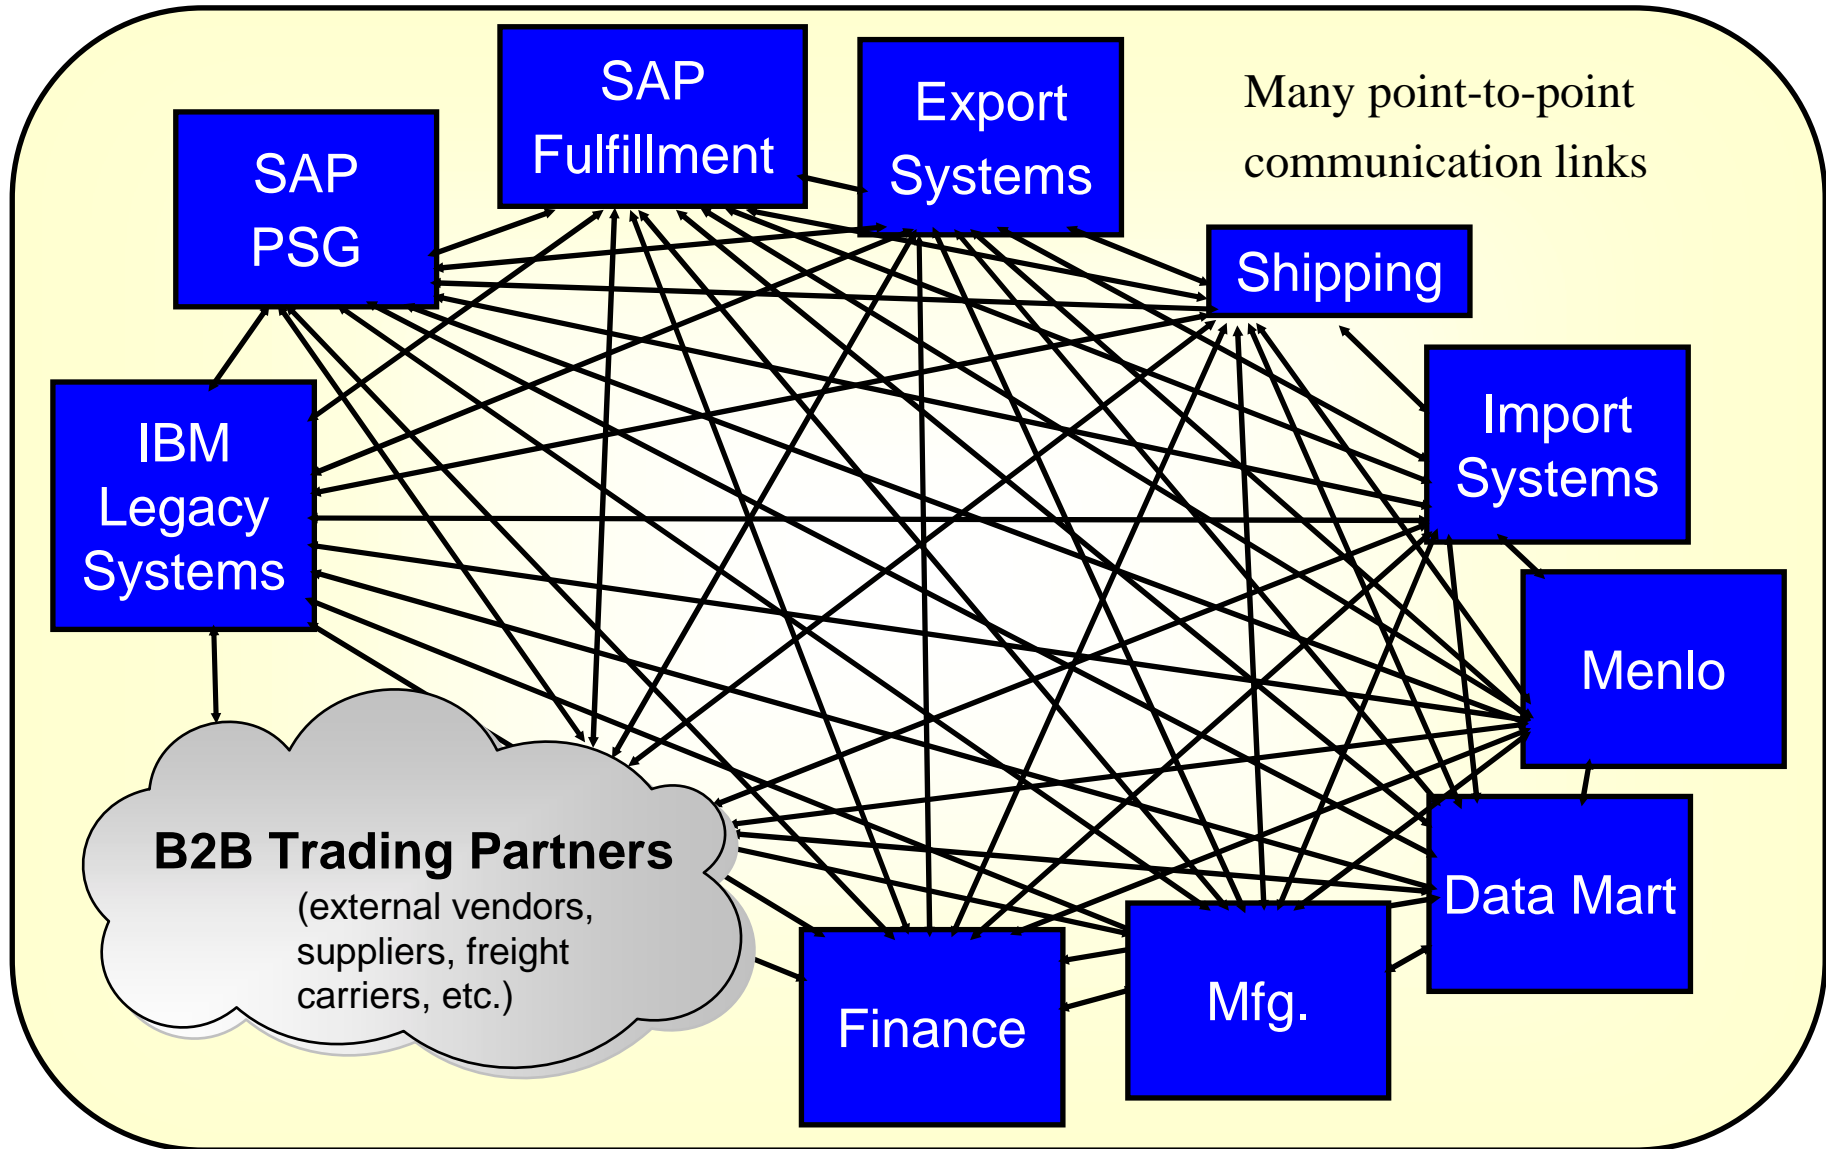 SAP
Fulfillment
Export
Systems
Many point-to-point
communication links
SAP
PSG
Shipping
IBM
Legacy
Systems
Import
Systems
Menlo
B2B Trading Partners
(external vendors,
suppliers, freight
carriers, etc.)
Data Mart
Mfg.
Finance